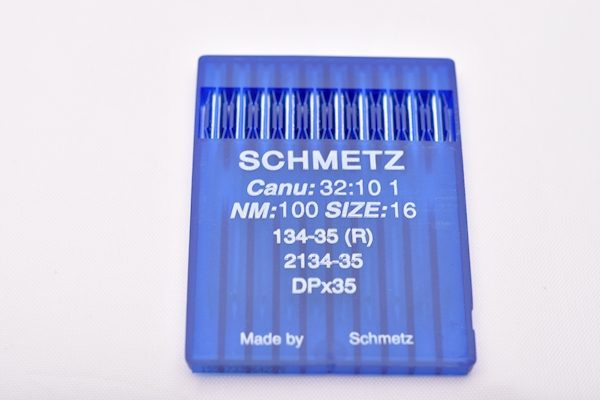 SCHMETZ
Canu: 32:10 1
NM:100 SIZE:16
134-35 (R)
2134-35
DPx35
Made by Schmetz